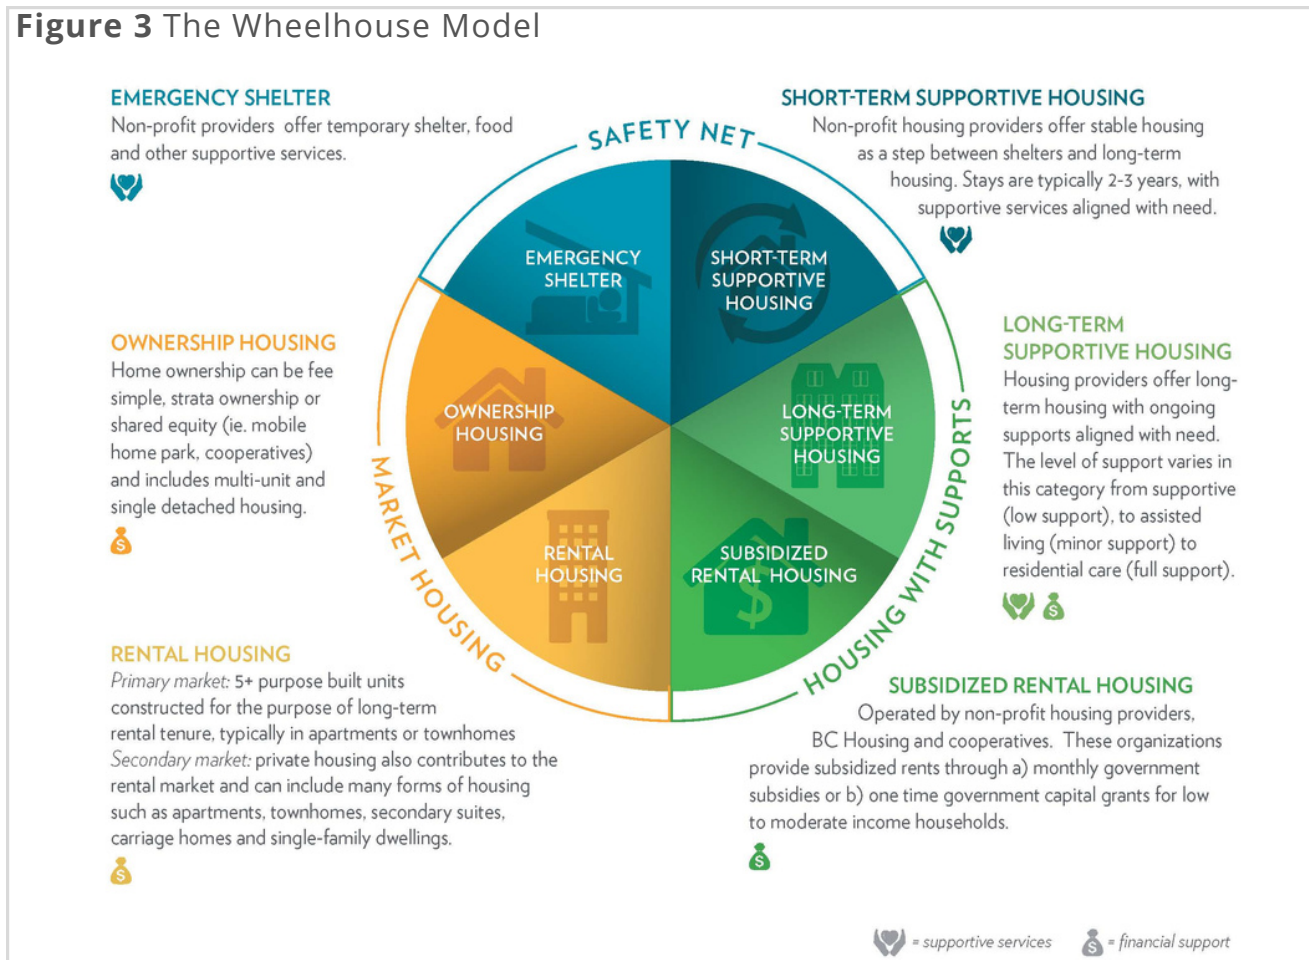 Figure 3 The Wheelhouse Model
EMERGENCY SHELTER
Non-profit providers offer temporary shelter, food
and other supportive services.
SHORT-TERM SUPPORTIVE HOUSING
Non-profit housing providers offer stable housing
as a step between shelters and long-term
housing. Stays are typically 2-3 years, with
supportive services aligned with need.
SAFETY NET
EMERGENCY
SHELTER
SHORT-TERM
SUPPORTIVE
HOUSING
OWNERSHIP HOUSING
Home ownership can be fee
simple, strata ownership or
shared equity (ie. mobile
home park, cooperatives)
and includes multi-unit and
single detached housing.
OWNERSHIP
HOUSING
LONG-TERM
SUPPORTIVE
HOUSING
LONG-TERM
SUPPORTIVE HOUSING
Housing providers offer long-
term housing with ongoing
supports aligned with need.
The level of support varies in
this category from supportive
(low support), to assisted
living (minor support) to
residential care (full support).
MARKET HOUSING
RENTAL
HOUSING
SUBSIDIZED
RENTAL HOUSING
HOUSING WITH SUPPORTS
RENTAL HOUSING
Primary market: 5+ purpose built units
constructed for the purpose of long-term
rental tenure, typically in apartments or townhomes
Secondary market: private housing also contributes to the
rental market and can include many forms of housing
such as apartments, townhomes, secondary suites,
carriage homes and single-family dwellings.
SUBSIDIZED RENTAL HOUSING
Operated by non-profit housing providers,
BC Housing and cooperatives. These organizations
provide subsidized rents through a) monthly government
subsidies or b) one time government capital grants for low
to moderate income households.
= supportive services
= financial support